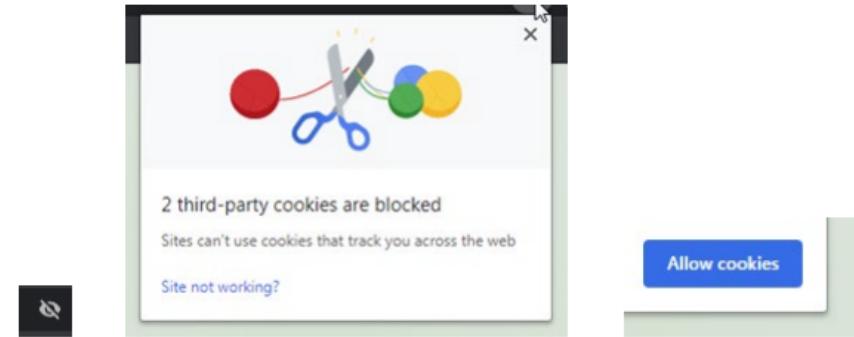 2 third-party cookies are blocked
Sites can't use cookies that track you across the web
Site not working?
Allow cookies